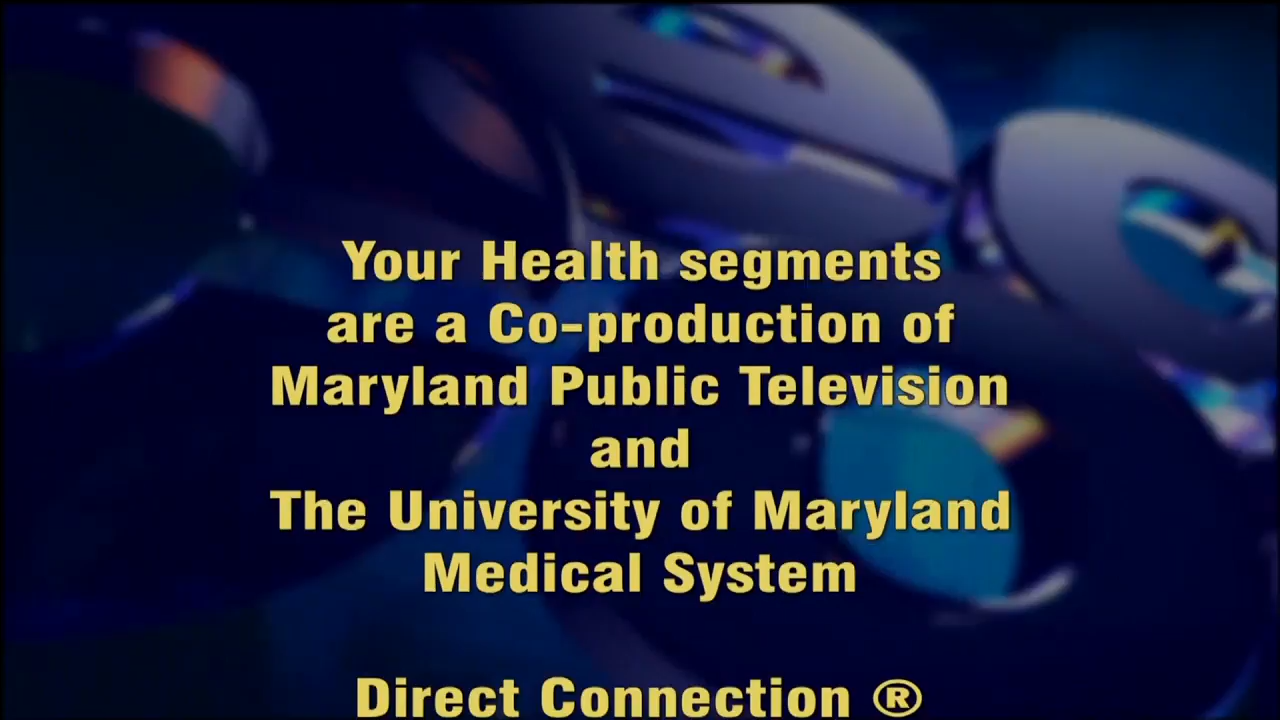 Your Health segments
are a Co-production of
Maryland Public Television
and
The University of Maryland
Medical System
Direct Connection ®